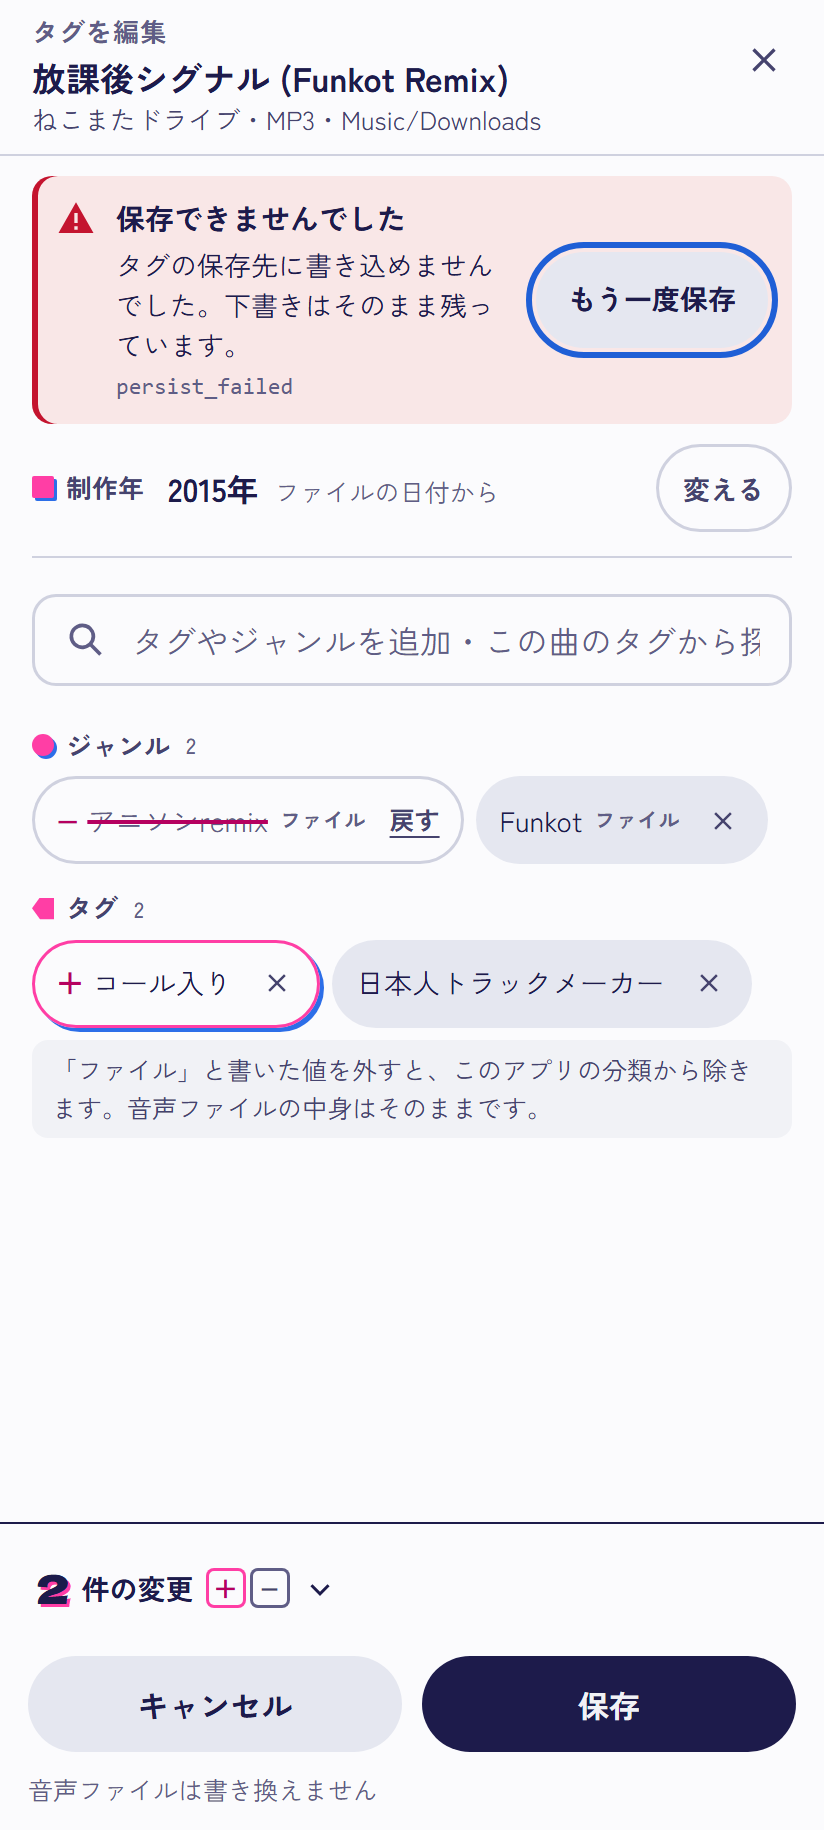 タグを編集
放課後シグナル (Funkot Remix)
ねこまたドライブ・MP3・Music/Downloads
保存できませんでした
タグの保存先に書き込めません
でした。下書きはそのまま残っ
ています。
persist_failed
もう一度保存
制作年 2015年 ファイルの日付から 変える
タグやジャンルを追加・この曲のタグから探
ジャンル 2
− アニソンremix ファイル 戻す Funkot ファイル ×
タグ 2
+ コール入り × 日本人トラックメーカー ×
「ファイル」と書いた値を外すと、このアプリの分類から除き
ます。音声ファイルの中身はそのままです。
2 件の変更 + −
キャンセル 保存
音声ファイルは書き換えません